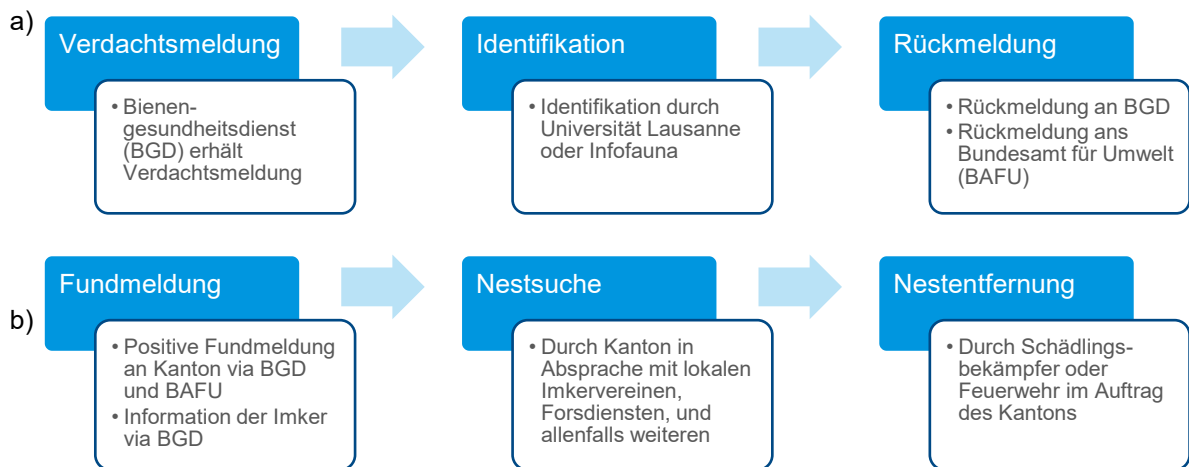 a)
Verdachtsmeldung
• Bienen-
gesundheitsdienst
(BGD) erhält
Verdachtsmeldung
Identifikation
• Identifikation durch
Universität Lausanne
oder Infofauna
Rückmeldung
• Rückmeldung an BGD
• Rückmeldung ans
Bundesamt für Umwelt
(BAFU)
b)
Fundmeldung
• Positive Fundmeldung
an Kanton via BGD
und BAFU
• Information der Imker
via BGD
Nestsuche
• Durch Kanton in
Absprache mit lokalen
Imkervereinen,
Forsdiensten, und
allenfalls weiteren
Nestentfernung
• Durch Schädlings-
bekämpfer oder
Feuerwehr im Auftrag
des Kantons